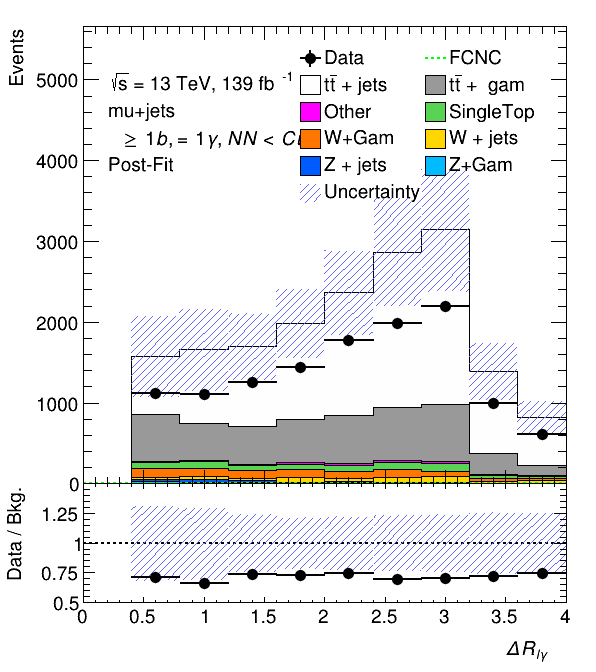 Events
5000
4000
3000
2000
1000
0
√s = 13 TeV, 139 fb⁻¹
mu+jets
≥ 1b, = 1γ, NN < C
Post-Fit
Data
FCNC
tt̄ + jets
tt̄ + gam
Other
SingleTop
W+Gam
W + jets
Z + jets
Z+Gam
Uncertainty
Data / Bkg.
1.25
1
0.75
0.5
0 0.5 1 1.5 2 2.5 3 3.5 4
ΔR_{lγ}